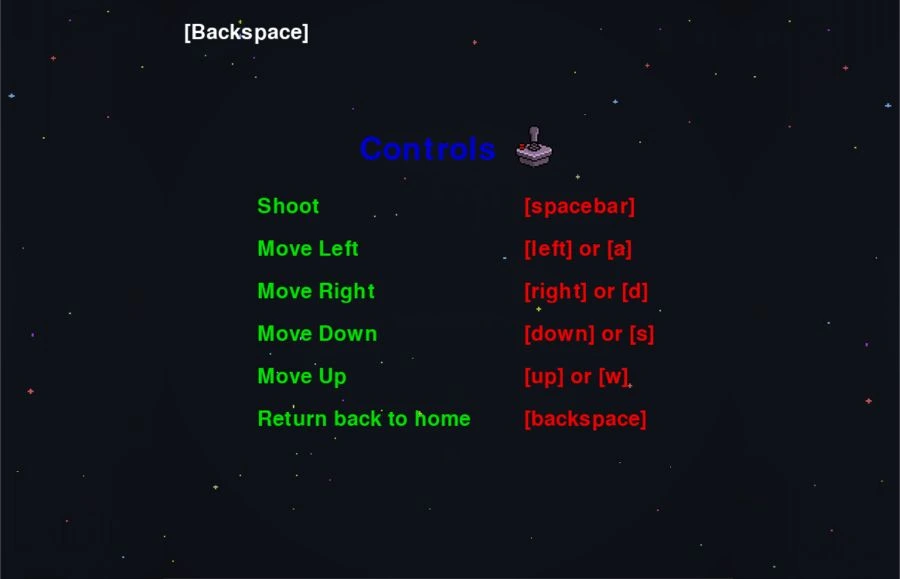 [Backspace]
Controls
Shoot [spacebar]
Move Left [left] or [a]
Move Right [right] or [d]
Move Down [down] or [s]
Move Up [up] or [w]
Return back to home [backspace]